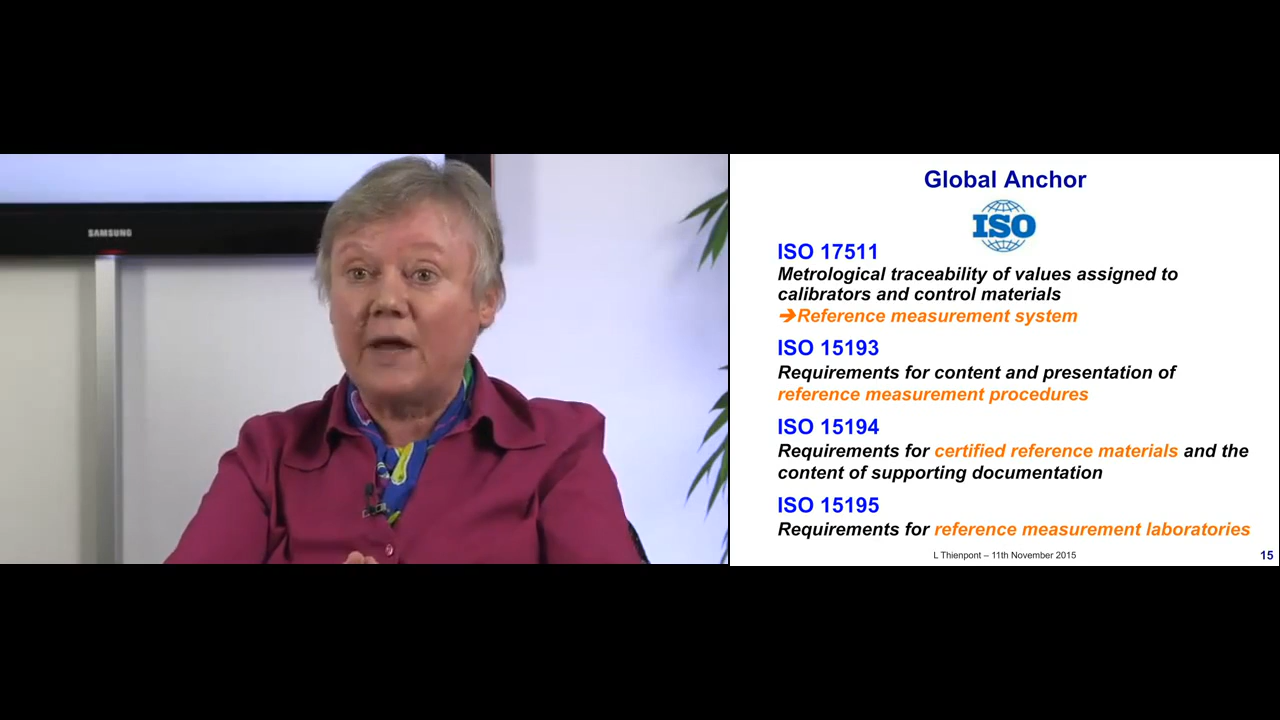 SAMSUNG
Global Anchor
ISO
ISO 17511
Metrological traceability of values assigned to
calibrators and control materials
➔Reference measurement system
ISO 15193
Requirements for content and presentation of
reference measurement procedures
ISO 15194
Requirements for certified reference materials and the
content of supporting documentation
ISO 15195
Requirements for reference measurement laboratories
L Thienpont – 11th November 2015
15